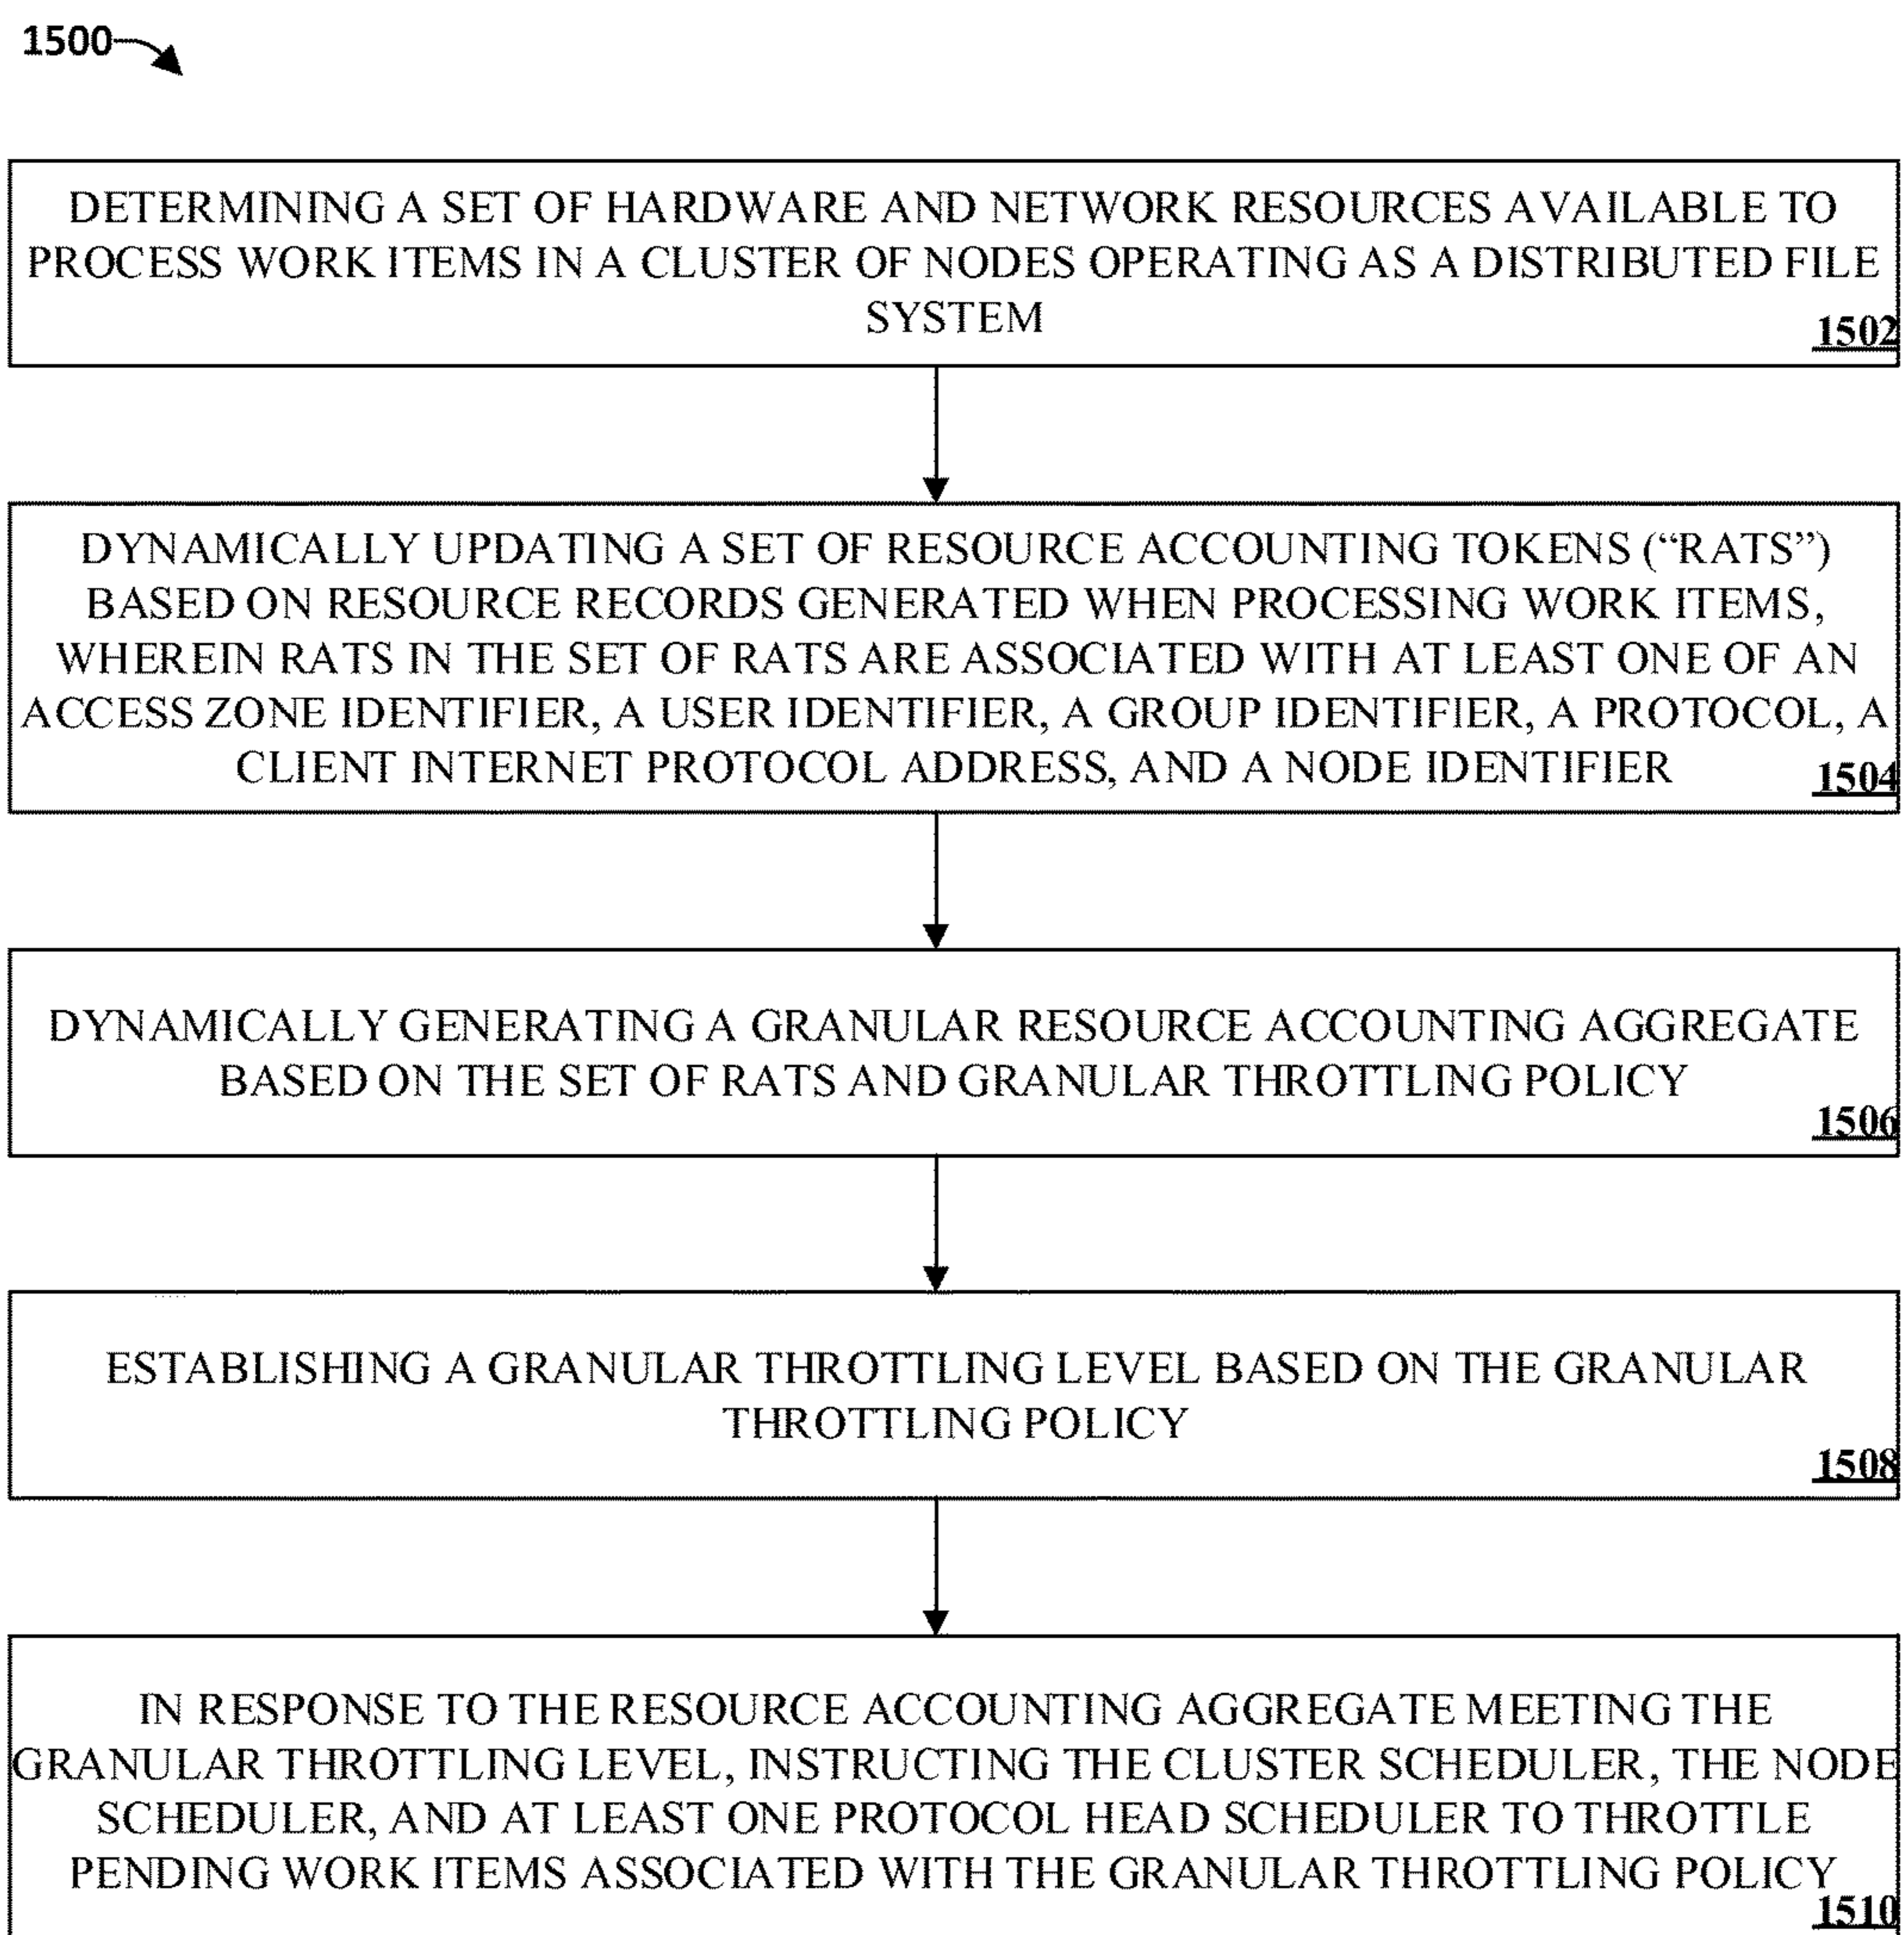 1500
DETERMINING A SET OF HARDWARE AND NETWORK RESOURCES AVAILABLE TO
PROCESS WORK ITEMS IN A CLUSTER OF NODES OPERATING AS A DISTRIBUTED FILE
SYSTEM
1502
DYNAMICALLY UPDATING A SET OF RESOURCE ACCOUNTING TOKENS (“RATS”)
BASED ON RESOURCE RECORDS GENERATED WHEN PROCESSING WORK ITEMS,
WHEREIN RATS IN THE SET OF RATS ARE ASSOCIATED WITH AT LEAST ONE OF AN
ACCESS ZONE IDENTIFIER, A USER IDENTIFIER, A GROUP IDENTIFIER, A PROTOCOL, A
CLIENT INTERNET PROTOCOL ADDRESS, AND A NODE IDENTIFIER
1504
DYNAMICALLY GENERATING A GRANULAR RESOURCE ACCOUNTING AGGREGATE
BASED ON THE SET OF RATS AND GRANULAR THROTTLING POLICY
1506
ESTABLISHING A GRANULAR THROTTLING LEVEL BASED ON THE GRANULAR
THROTTLING POLICY
1508
IN RESPONSE TO THE RESOURCE ACCOUNTING AGGREGATE MEETING THE
GRANULAR THROTTLING LEVEL, INSTRUCTING THE CLUSTER SCHEDULER, THE NODE
SCHEDULER, AND AT LEAST ONE PROTOCOL HEAD SCHEDULER TO THROTTLE
PENDING WORK ITEMS ASSOCIATED WITH THE GRANULAR THROTTLING POLICY
1510